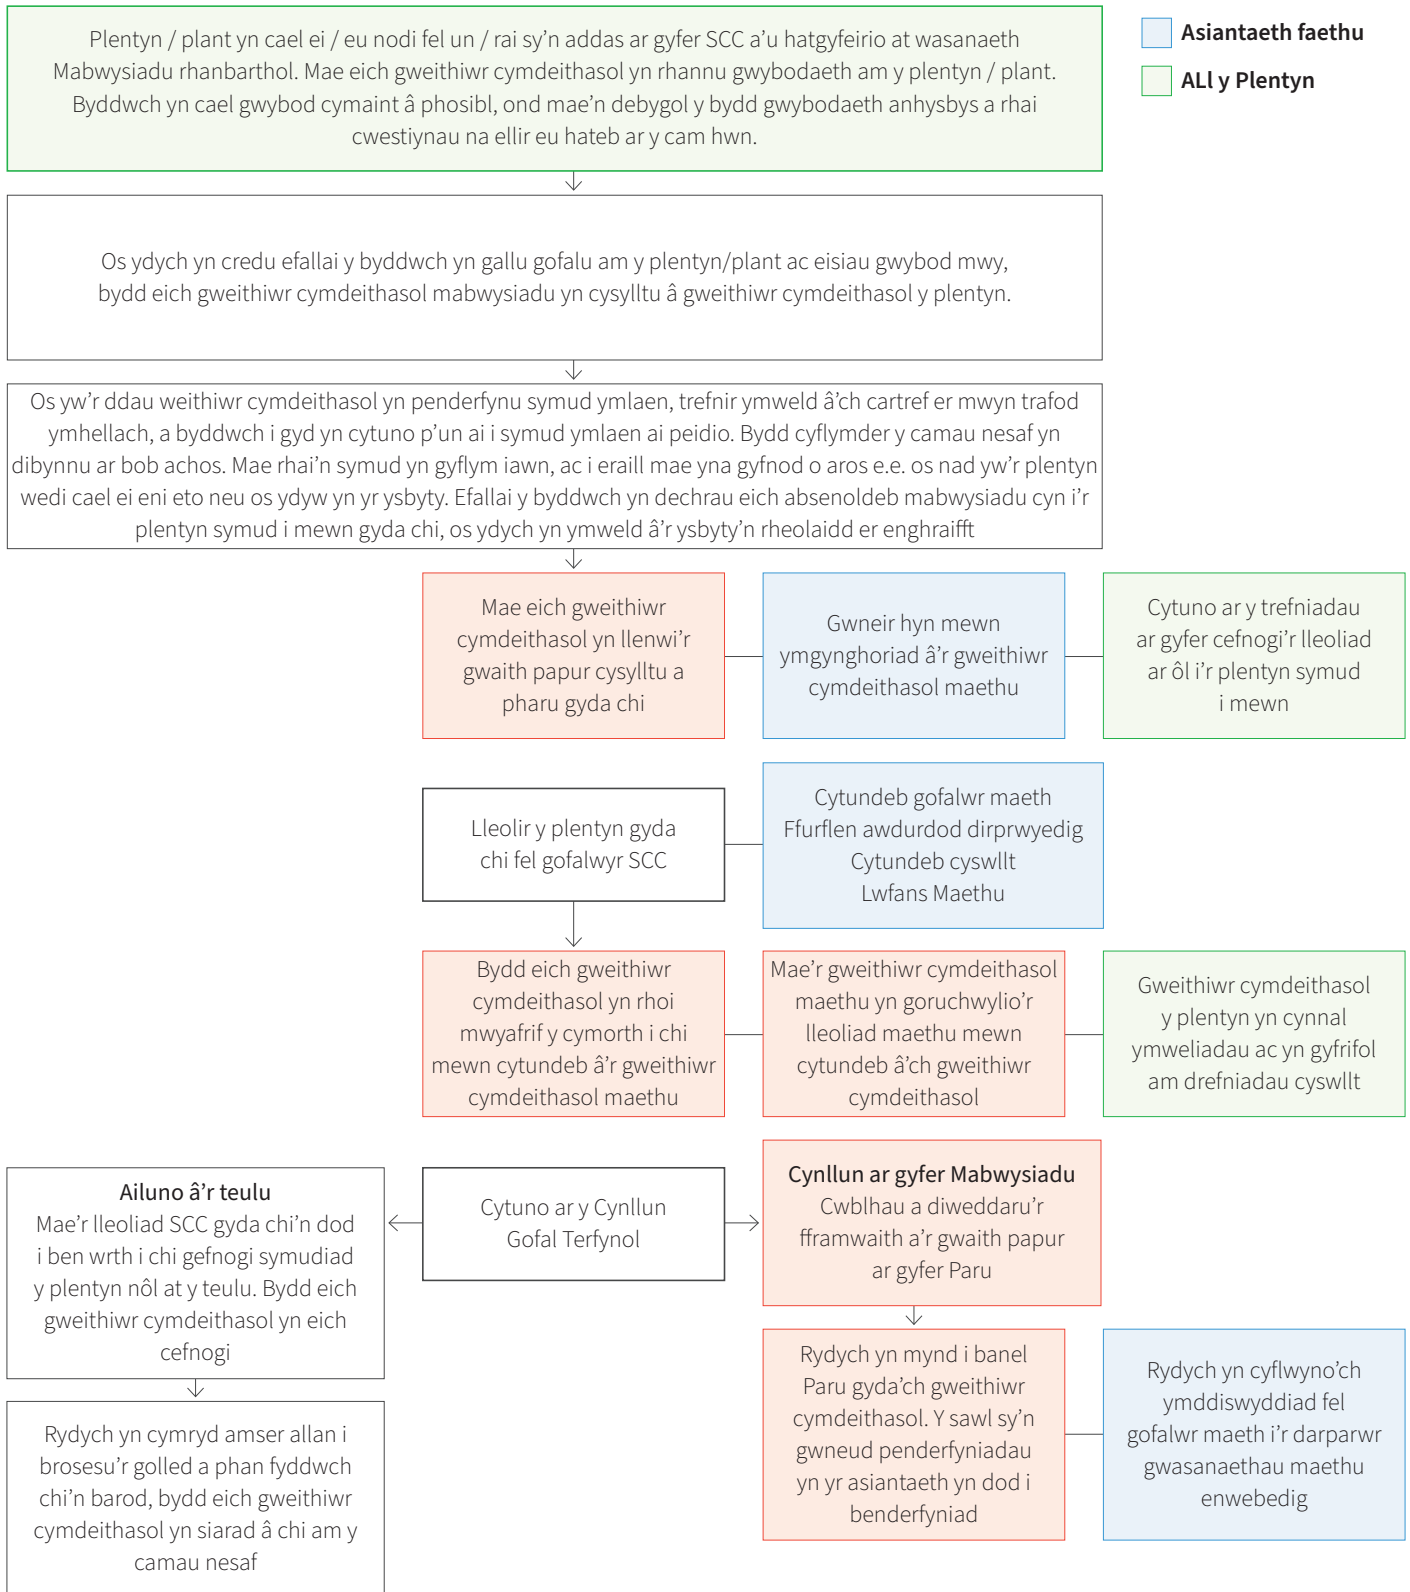 Plentyn / plant yn cael ei / eu nodi fel un / rai sy’n addas ar gyfer SCC a’u hatgyfeirio at wasanaeth
Mabwysiadu rhanbarthol. Mae eich gweithiwr cymdeithasol yn rhannu gwybodaeth am y plentyn / plant.
Byddwch yn cael gwybod cymaint â phosibl, ond mae’n debygol y bydd gwybodaeth anhysbys a rhai
cwestiynau na ellir eu hateb ar y cam hwn.
Asiantaeth faethu
ALl y Plentyn
Os ydych yn credu efallai y byddwch yn gallu gofalu am y plentyn/plant ac eisiau gwybod mwy,
bydd eich gweithiwr cymdeithasol mabwysiadu yn cysylltu â gweithiwr cymdeithasol y plentyn.
Os yw’r ddau weithiwr cymdeithasol yn penderfynu symud ymlaen, trefnir ymweld â’ch cartref er mwyn trafod
ymhellach, a byddwch i gyd yn cytuno p’un ai i symud ymlaen ai peidio. Bydd cyflymder y camau nesaf yn
dibynnu ar bob achos. Mae rhai’n symud yn gyflym iawn, ac i eraill mae yna gyfnod o aros e.e. os nad yw’r plentyn
wedi cael ei eni eto neu os ydyw yn yr ysbyty. Efallai y byddwch yn dechrau eich absenoldeb mabwysiadu cyn i’r
plentyn symud i mewn gyda chi, os ydych yn ymweld â’r ysbyty’n rheolaidd er enghraifft
Mae eich gweithiwr
cymdeithasol yn llenwi’r
gwaith papur cysylltu a
pharu gyda chi
Gwneir hyn mewn
ymgynghoriad â’r gweithiwr
cymdeithasol maethu
Cytuno ar y trefniadau
ar gyfer cefnogi’r lleoliad
ar ôl i’r plentyn symud
i mewn
Lleolir y plentyn gyda
chi fel gofalwyr SCC
Cytundeb gofalwr maeth
Ffurflen awdurdod dirprwyedig
Cytundeb cyswllt
Lwfans Maethu
Bydd eich gweithiwr
cymdeithasol yn rhoi
mwyafrif y cymorth i chi
mewn cytundeb â’r gweithiwr
cymdeithasol maethu
Mae’r gweithiwr cymdeithasol
maethu yn goruchwylio’r
lleoliad maethu mewn
cytundeb â’ch gweithiwr
cymdeithasol
Gweithiwr cymdeithasol
y plentyn yn cynnal
ymweliadau ac yn gyfrifol
am drefniadau cyswllt
Ailuno â’r teulu
Mae’r lleoliad SCC gyda chi’n dod
i ben wrth i chi gefnogi symudiad
y plentyn nôl at y teulu. Bydd eich
gweithiwr cymdeithasol yn eich
cefnogi
Cytuno ar y Cynllun
Gofal Terfynol
Cynllun ar gyfer Mabwysiadu
Cwblhau a diweddaru’r
fframwaith a’r gwaith papur
ar gyfer Paru
Rydych yn cymryd amser allan i
brosesu’r golled a phan fyddwch
chi’n barod, bydd eich gweithiwr
cymdeithasol yn siarad â chi am y
camau nesaf
Rydych yn mynd i banel
Paru gyda’ch gweithiwr
cymdeithasol. Y sawl sy’n
gwneud penderfyniadau
yn yr asiantaeth yn dod i
benderfyniad
Rydych yn cyflwyno’ch
ymddiswyddiad fel
gofalwr maeth i’r darparwr
gwasanaethau maethu
enwebedig